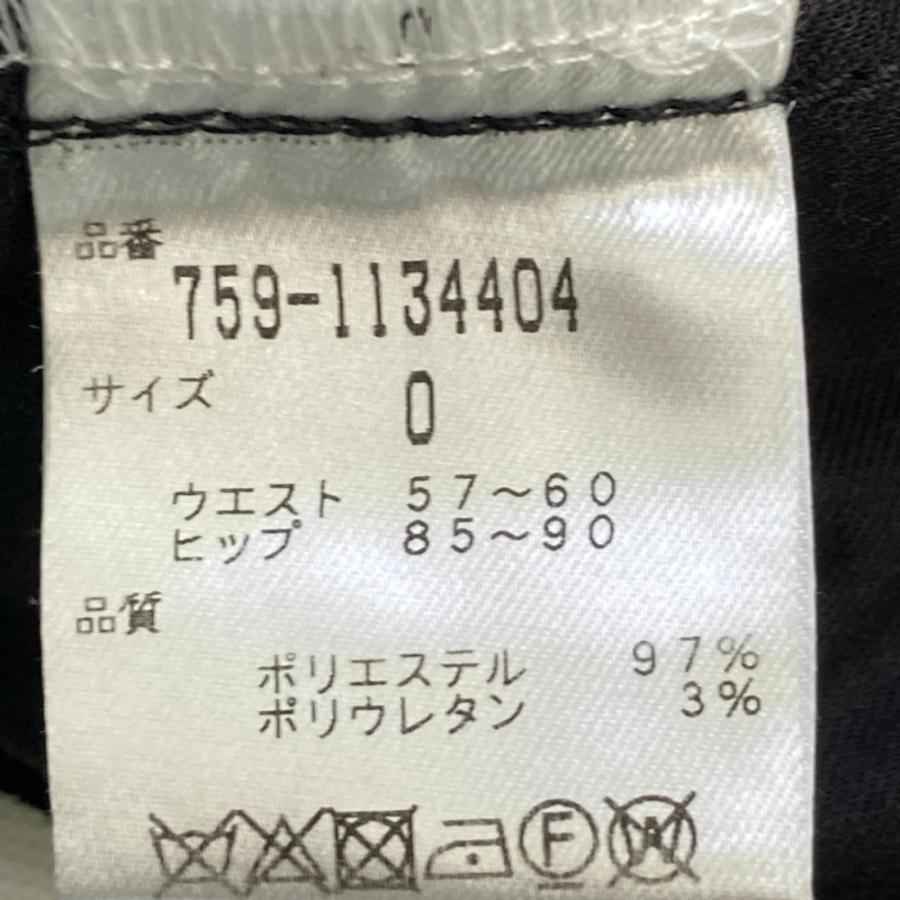 品番
759-1134404
サイズ 0
ウエスト 57～60
ヒップ 85～90
品質
ポリエステル 97%
ポリウレタン 3%
F W